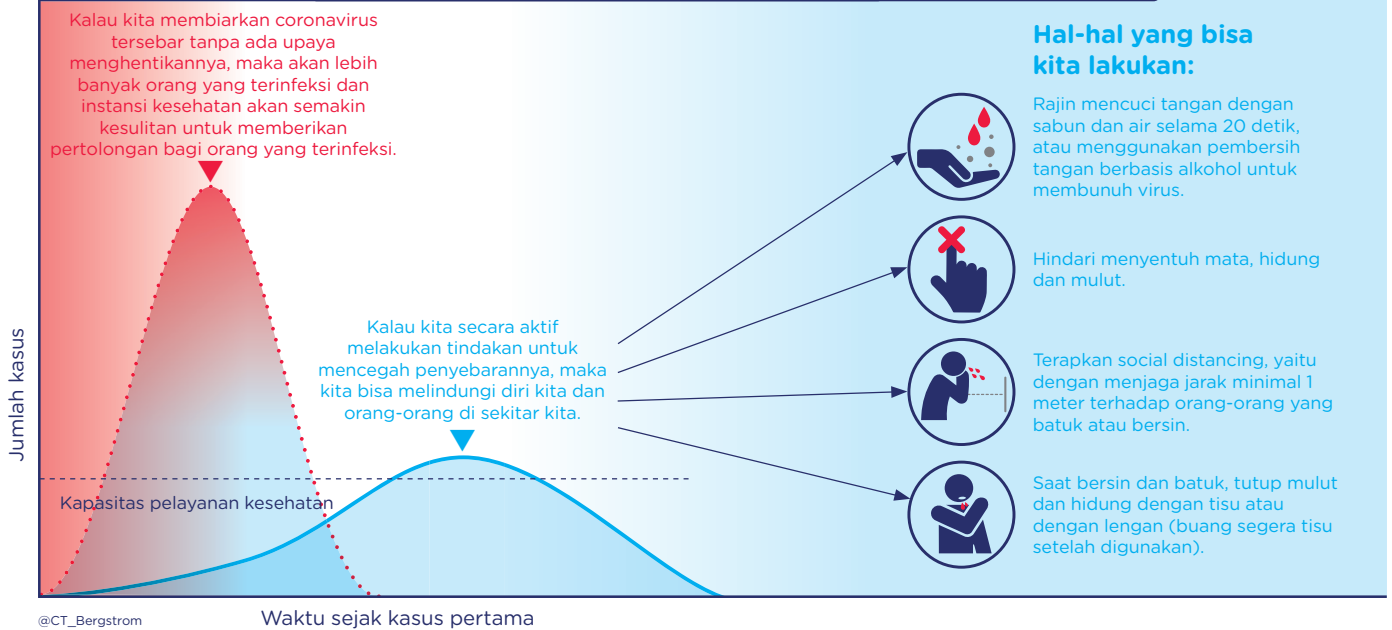 Kalau kita membiarkan coronavirus
tersebar tanpa ada upaya
menghentikannya, maka akan lebih
banyak orang yang terinfeksi dan
instansi kesehatan akan semakin
kesulitan untuk memberikan
pertolongan bagi orang yang terinfeksi.
Kalau kita secara aktif
melakukan tindakan untuk
mencegah penyebarannya, maka
kita bisa melindungi diri kita dan
orang-orang di sekitar kita.
Jumlah kasus
Kapasitas pelayanan kesehatan
@CT_Bergstrom
Waktu sejak kasus pertama
Hal-hal yang bisa
kita lakukan:
Rajin mencuci tangan dengan
sabun dan air selama 20 detik,
atau menggunakan pembersih
tangan berbasis alkohol untuk
membunuh virus.
Hindari menyentuh mata, hidung
dan mulut.
Terapkan social distancing, yaitu
dengan menjaga jarak minimal 1
meter terhadap orang-orang yang
batuk atau bersin.
Saat bersin dan batuk, tutup mulut
dan hidung dengan tisu atau
dengan lengan (buang segera tisu
setelah digunakan).